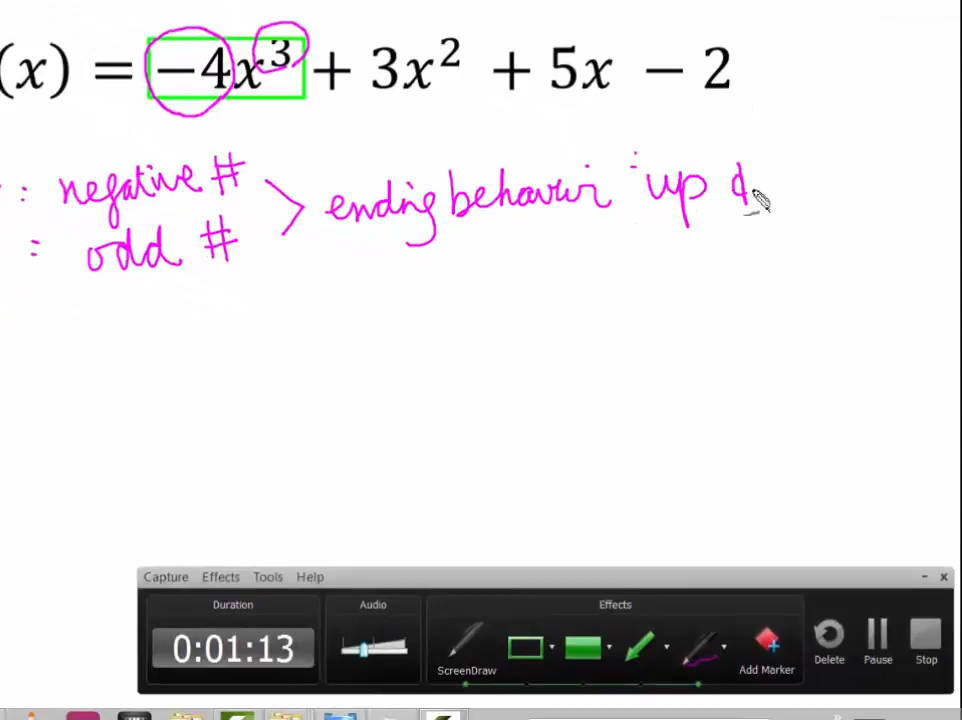 (x) = −4x³ + 3x² + 5x − 2
: negative # > ending behavior : up d
= odd #
Capture Effects Tools Help
Duration Audio Effects
0:01:13
ScreenDraw Add Marker Delete Pause Stop